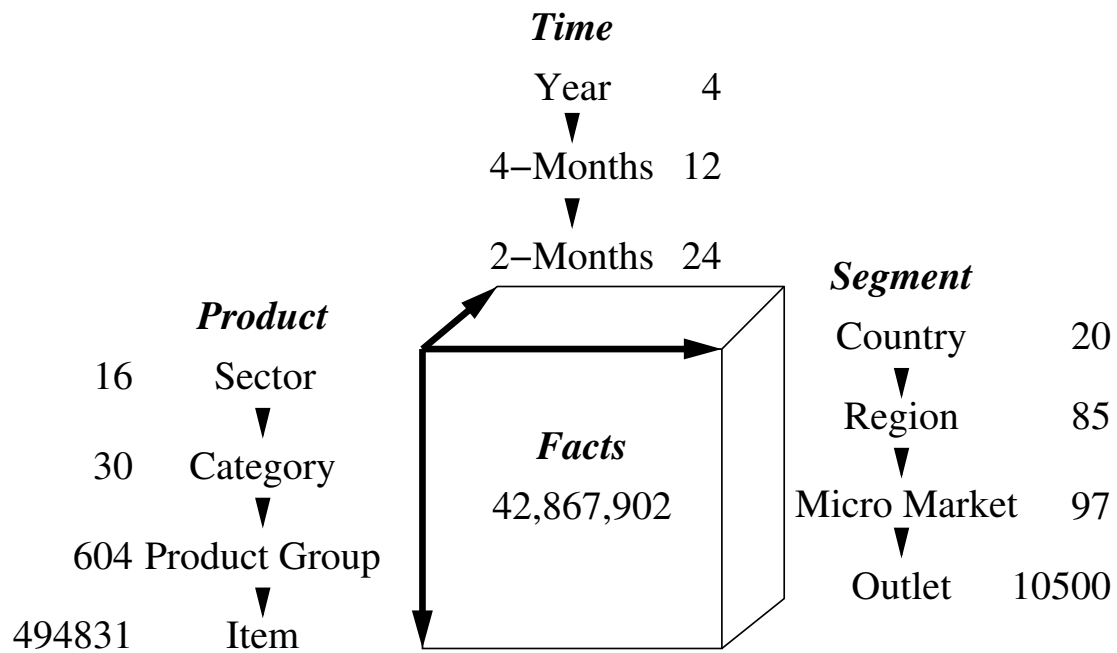 Time
Year 4
4−Months 12
2−Months 24
Product
16 Sector
30 Category
604 Product Group
494831 Item
Facts
42,867,902
Segment
Country 20
Region 85
Micro Market 97
Outlet 10500